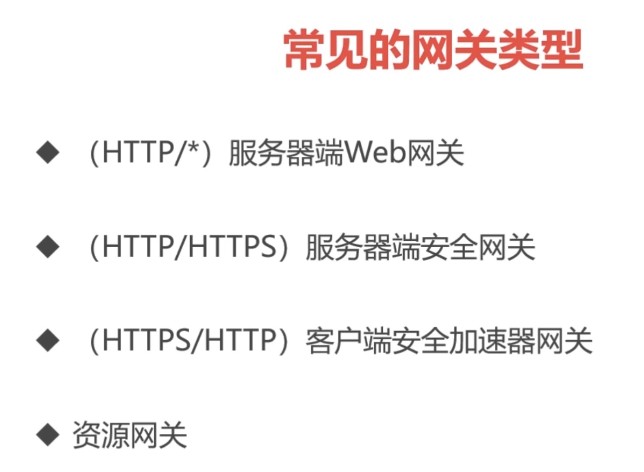 常见的网关类型
◆ （HTTP/*）服务器端Web网关
◆ （HTTP/HTTPS）服务器端安全网关
◆ （HTTPS/HTTP）客户端安全加速器网关
◆ 资源网关